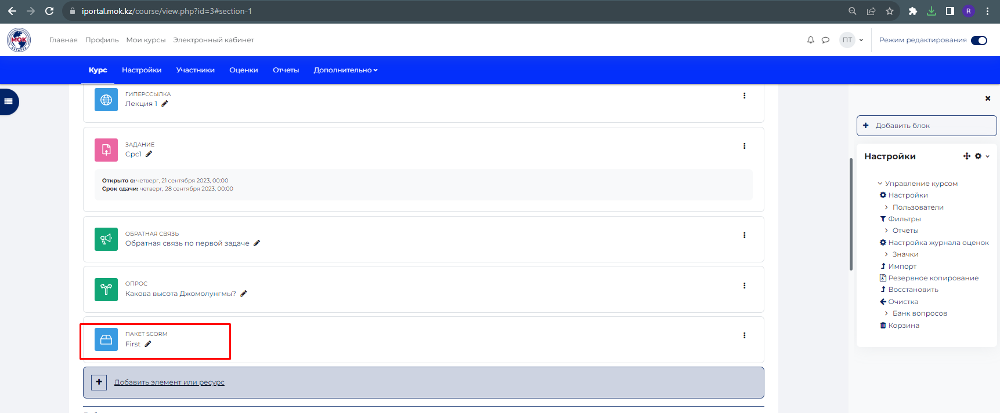 iportal.mok.kz/course/view.php?id=3#section-1
R
МОК
Главная Профиль Мои курсы Электронный кабинет
ПТ
Режим редактирования
Курс Настройки Участники Оценки Отчеты Дополнительно
ГИПЕРССЫЛКА
Лекция 1
ЗАДАНИЕ
Срс1
Открыто с: четверг, 21 сентября 2023, 00:00
Срок сдачи: четверг, 28 сентября 2023, 00:00
ОБРАТНАЯ СВЯЗЬ
Обратная связь по первой задаче
ОПРОС
Какова высота Джомолунгмы?
ПАКЕТ SCORM
First
Добавить элемент или ресурс
Добавить блок
Настройки
Управление курсом
Настройки
Пользователи
Фильтры
Отчеты
Настройка журнала оценок
Значки
Импорт
Резервное копирование
Восстановить
Очистка
Банк вопросов
Корзина